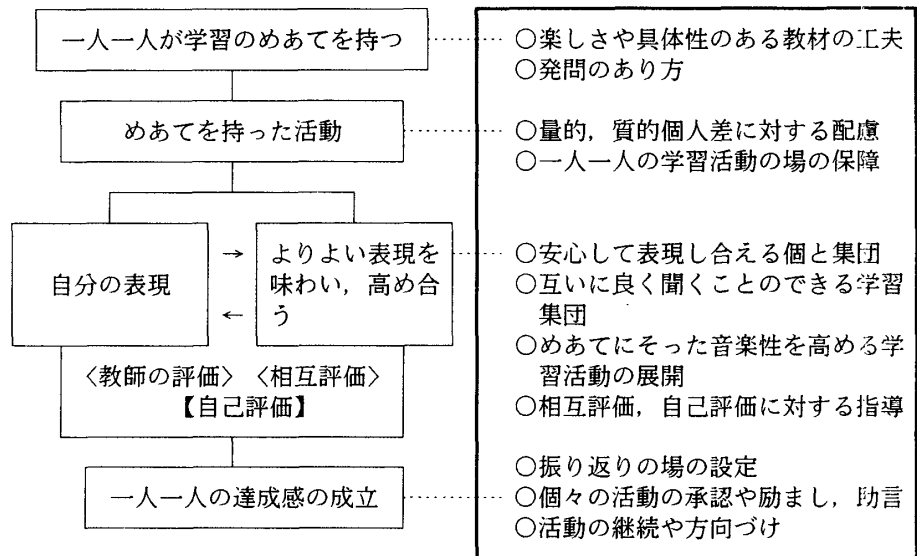 一人一人が学習のめあてを持つ
○楽しさや具体性のある教材の工夫
○発問のあり方
めあてを持った活動
○量的，質的個人差に対する配慮
○一人一人の学習活動の場の保障
自分の表現
→
←
よりよい表現を
味わい，高め合
う
○安心して表現し合える個と集団
○互いに良く聞くことのできる学習
集団
○めあてにそった音楽性を高める学
習活動の展開
○相互評価，自己評価に対する指導
〈教師の評価〉〈相互評価〉
【自己評価】
一人一人の達成感の成立
○振り返りの場の設定
○個々の活動の承認や励まし，助言
○活動の継続や方向づけ